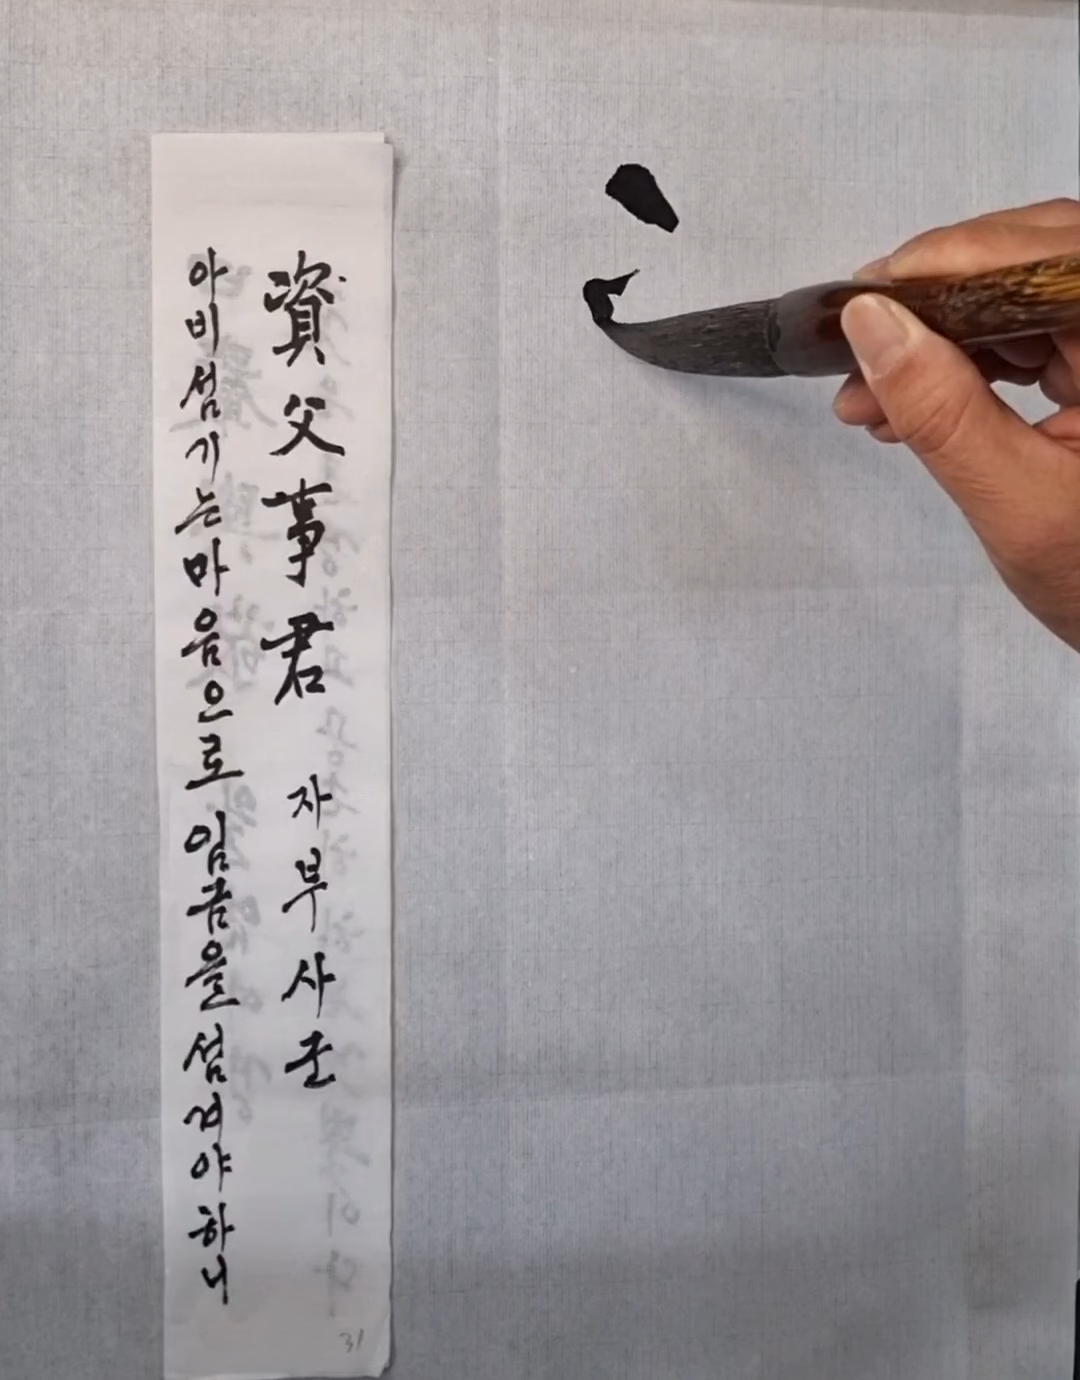 資父事君 자부사군
아비섬기는마음으로임금을섬겨야하니
31